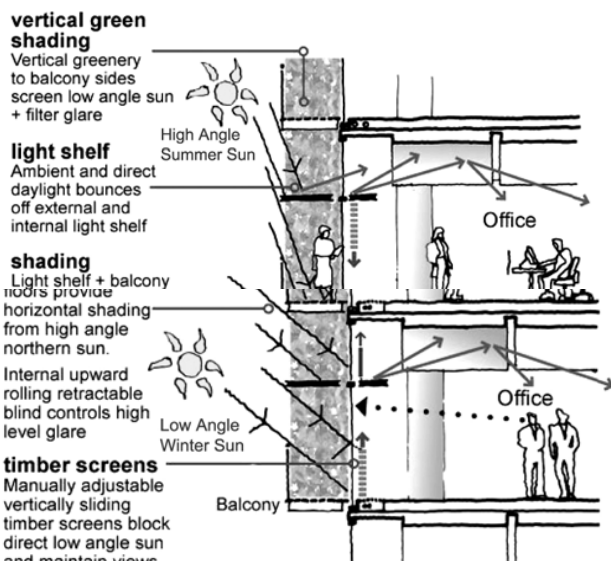 vertical green
shading
Vertical greenery
to balcony sides
screen low angle sun
+ filter glare
High Angle
Summer Sun
light shelf
Ambient and direct
daylight bounces
off external and
internal light shelf
Office
shading
Light shelf + balcony
floors provide
horizontal shading
from high angle
northern sun.
Internal upward
rolling retractable
blind controls high
level glare
Low Angle
Winter Sun
Office
timber screens
Manually adjustable
vertically sliding
timber screens block
direct low angle sun
and maintain views
Balcony